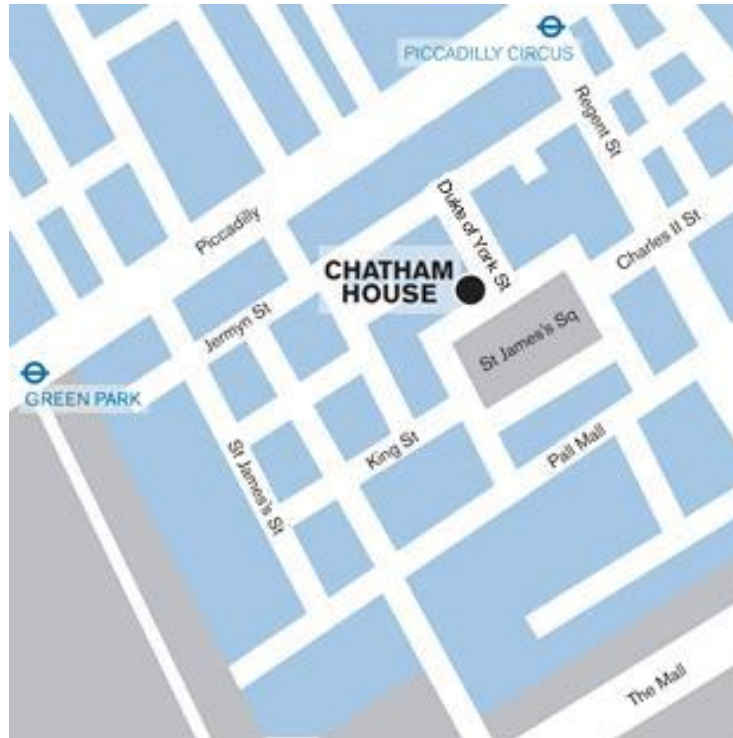 PICCADILLY CIRCUS
Regent St
Duke of York St
Piccadilly
Charles II St
CHATHAM
HOUSE
Jermyn St
St James's Sq
GREEN PARK
King St
Pall Mall
St James's St
The Mall